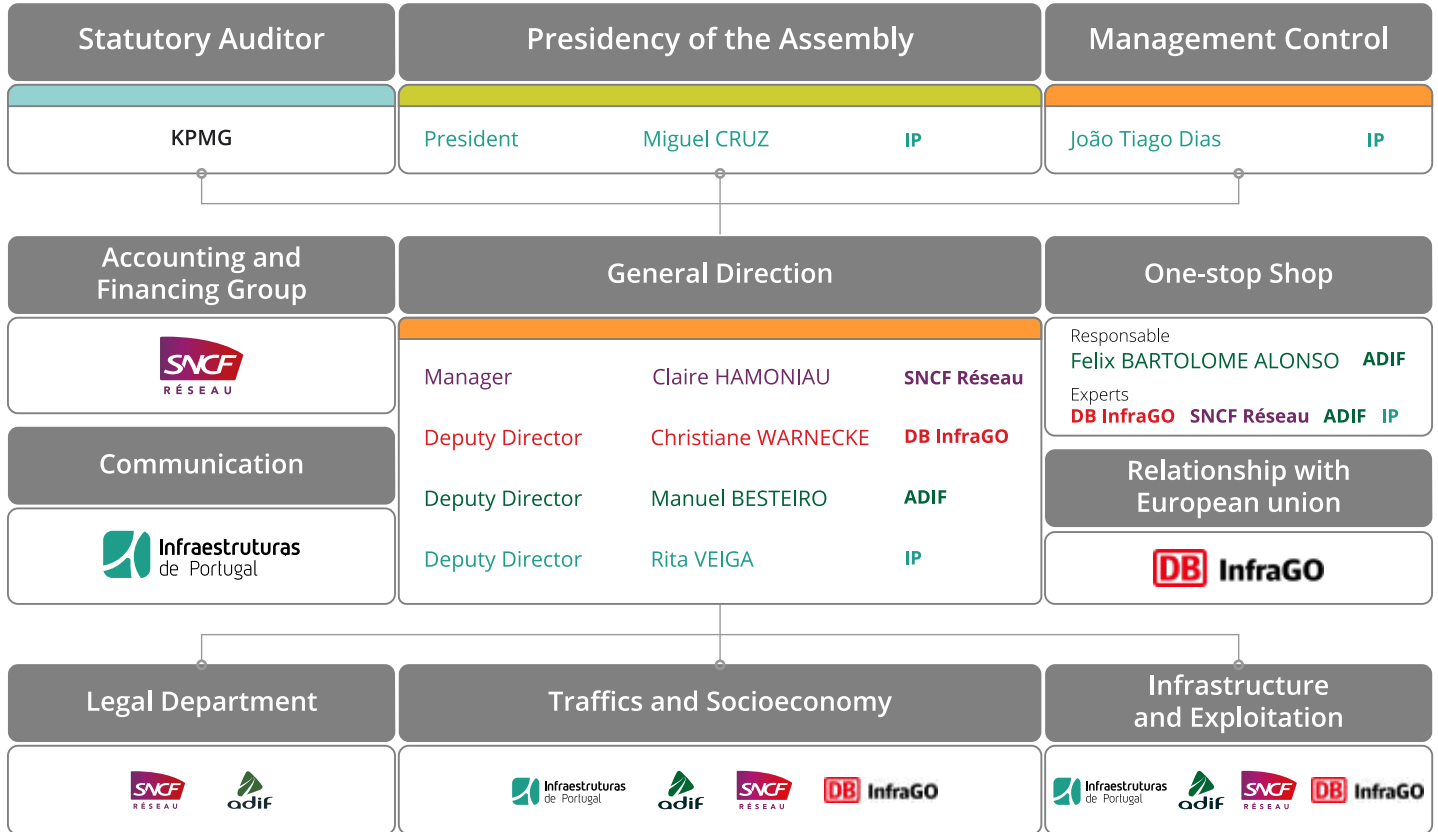 Statutory Auditor
KPMG
Presidency of the Assembly
President Miguel CRUZ IP
Management Control
João Tiago Dias IP
Accounting and
Financing Group
SNCF
RÉSEAU
Communication
Infraestruturas
de Portugal
General Direction
Manager Claire HAMONIAU SNCF Réseau
Deputy Director Christiane WARNECKE DB InfraGO
Deputy Director Manuel BESTEIRO ADIF
Deputy Director Rita VEIGA IP
One-stop Shop
Responsable
Felix BARTOLOME ALONSO ADIF
Experts
DB InfraGO SNCF Réseau ADIF IP
Relationship with
European union
DB InfraGO
Legal Department
SNCF
RÉSEAU
adif
Traffics and Socioeconomy
Infraestruturas
de Portugal
adif
SNCF
RÉSEAU
DB InfraGO
Infrastructure
and Exploitation
Infraestruturas
de Portugal
adif
SNCF
RÉSEAU
DB InfraGO